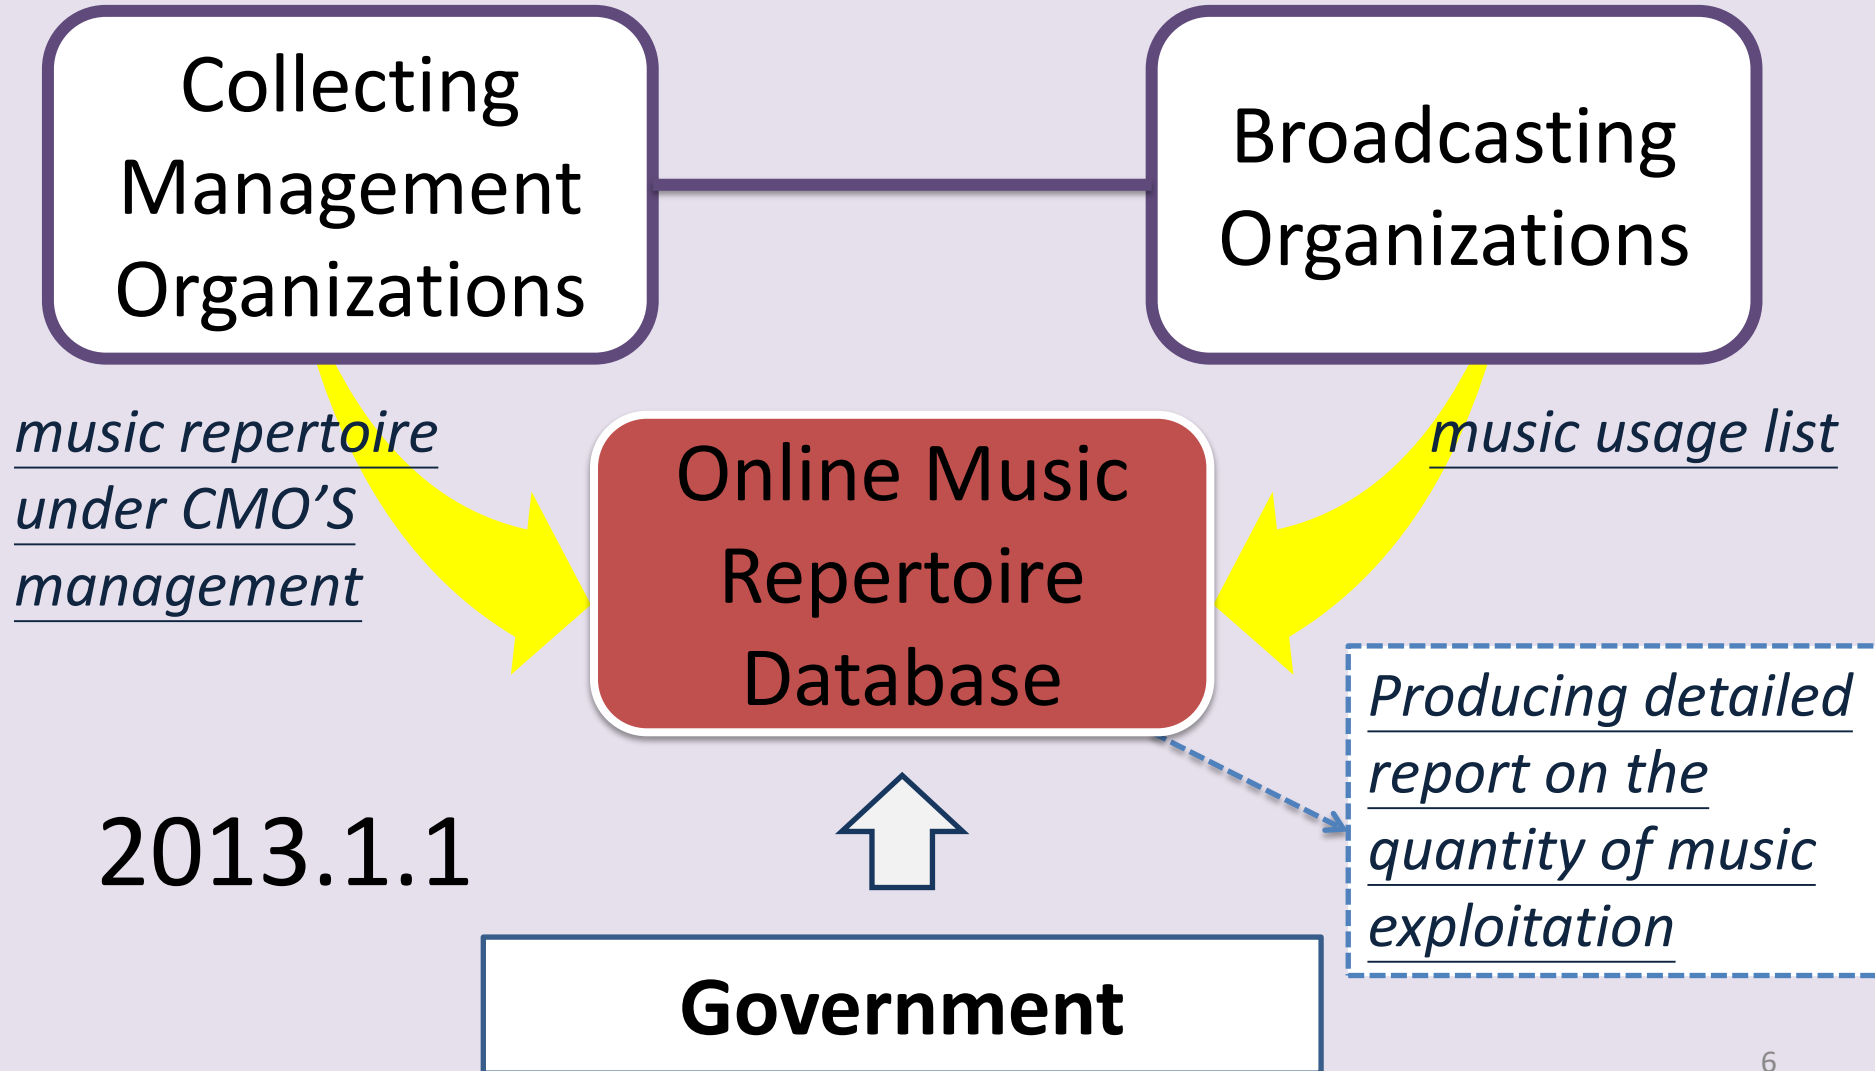 Collecting
Management
Organizations
Broadcasting
Organizations
music repertoire
under CMO’S
management
Online Music
Repertoire
Database
music usage list
Producing detailed
report on the
quantity of music
exploitation
2013.1.1
Government
6